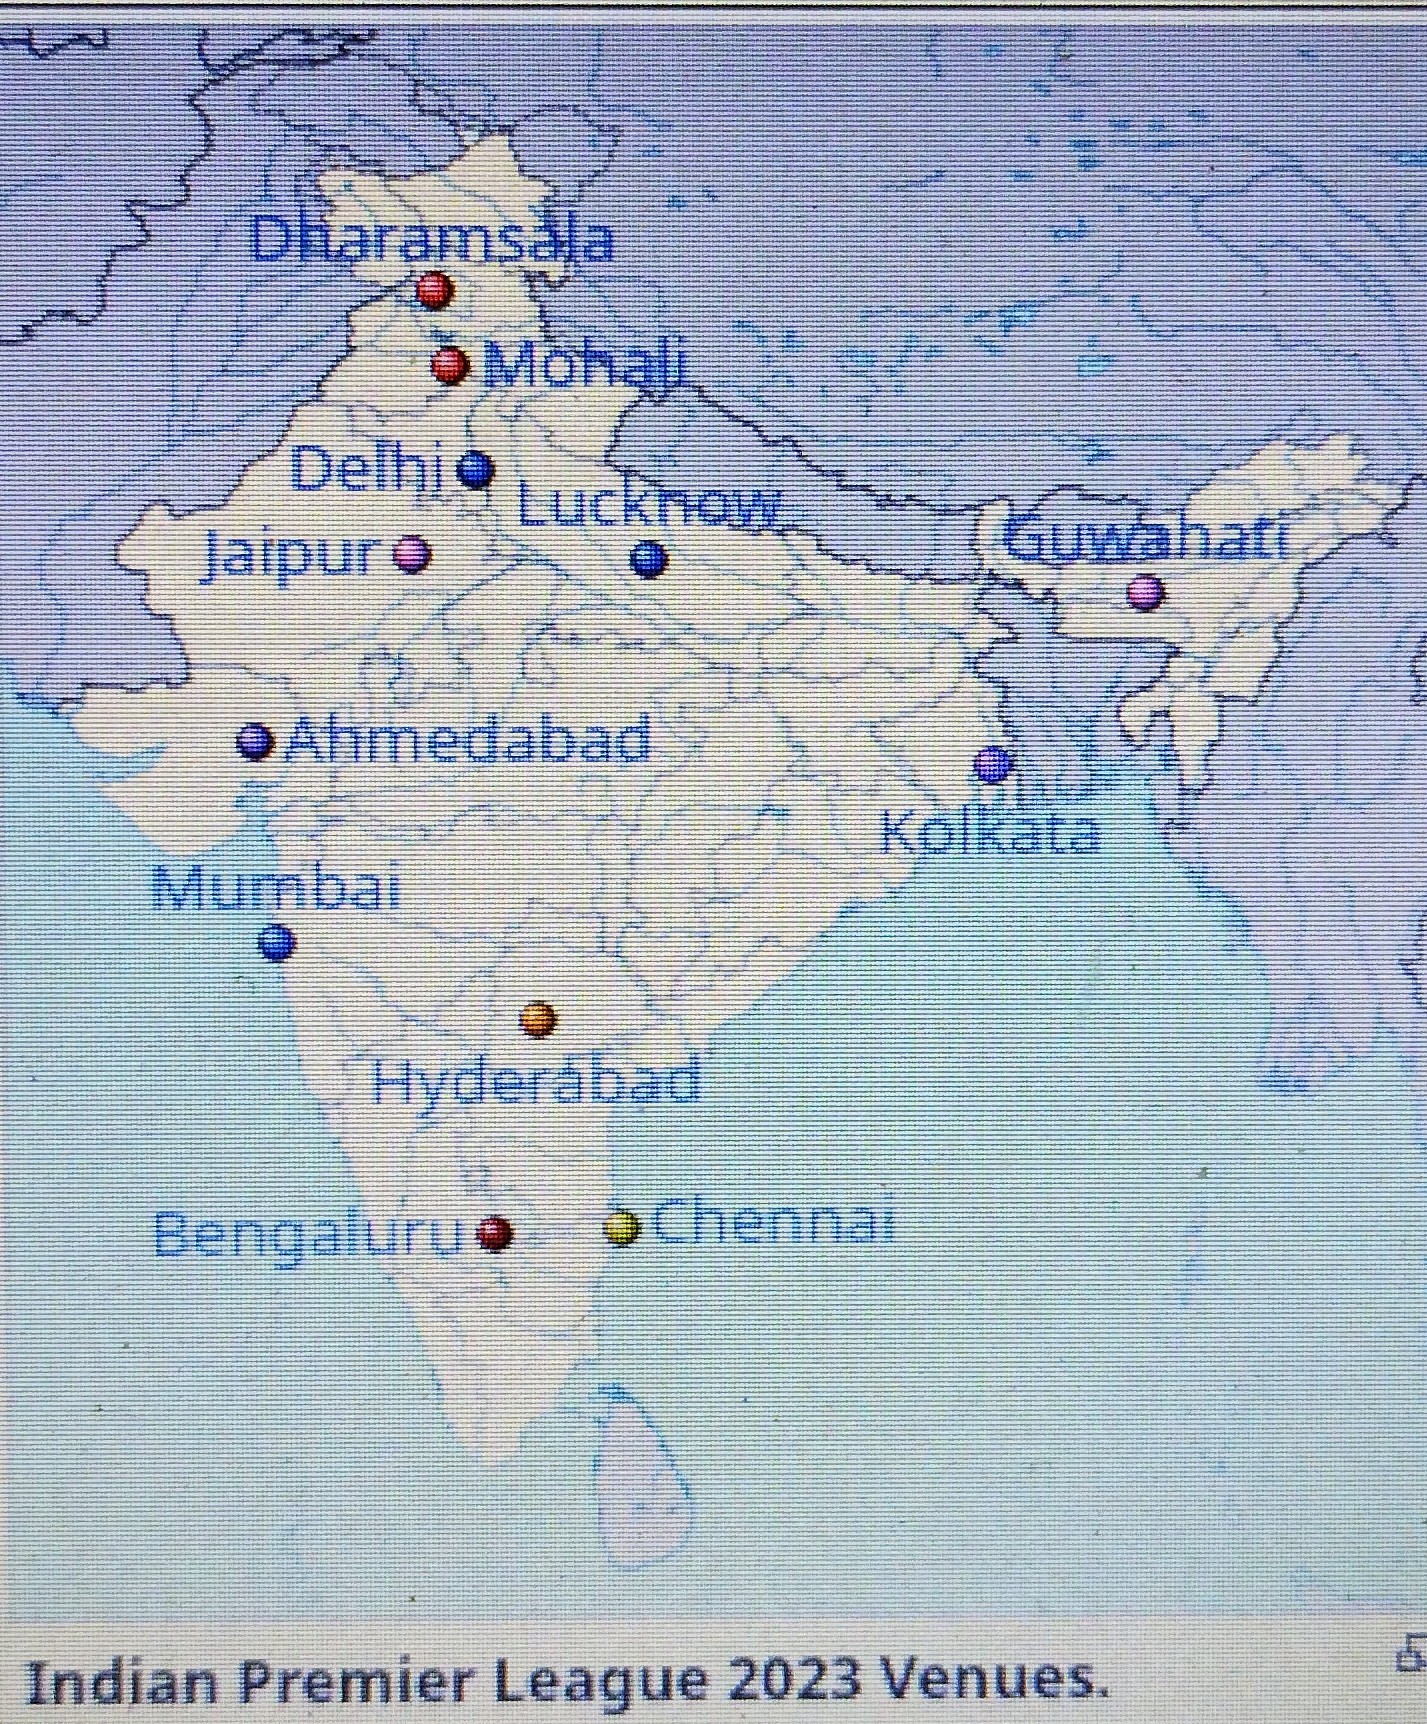 Dharamsala
Mohali
Delhi
Lucknow
Jaipur
Guwahati
Ahmedabad
Kolkata
Mumbai
Hyderabad
Bengaluru
Chennai
Indian Premier League 2023 Venues.